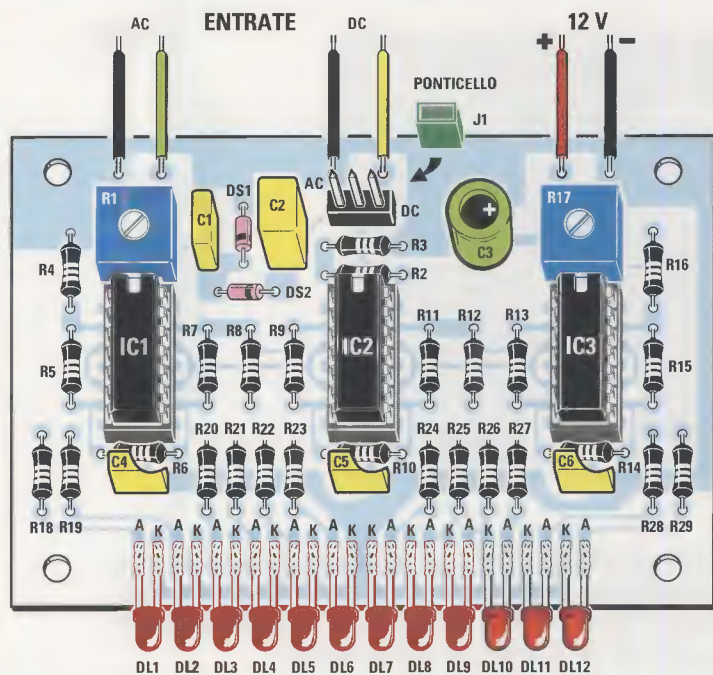 AC ENTRATE DC 12 V
+ -
PONTICELLO
J1
AC
DC
R1
C1
DS1
C2
+
C3
R17
R3
R2
DS2
R4
R16
IC1
IC2
IC3
R5
R7 R8 R9
R11 R12 R13
R15
R20 R21 R22 R23
R24 R25 R26 R27
C4
R6
C5
R10
C6
R14
R18 R19
R28 R29
A K A K A K A K A K A K A K A K A K A K A K A
DL1 DL2 DL3 DL4 DL5 DL6 DL7 DL8 DL9 DL10 DL11 DL12